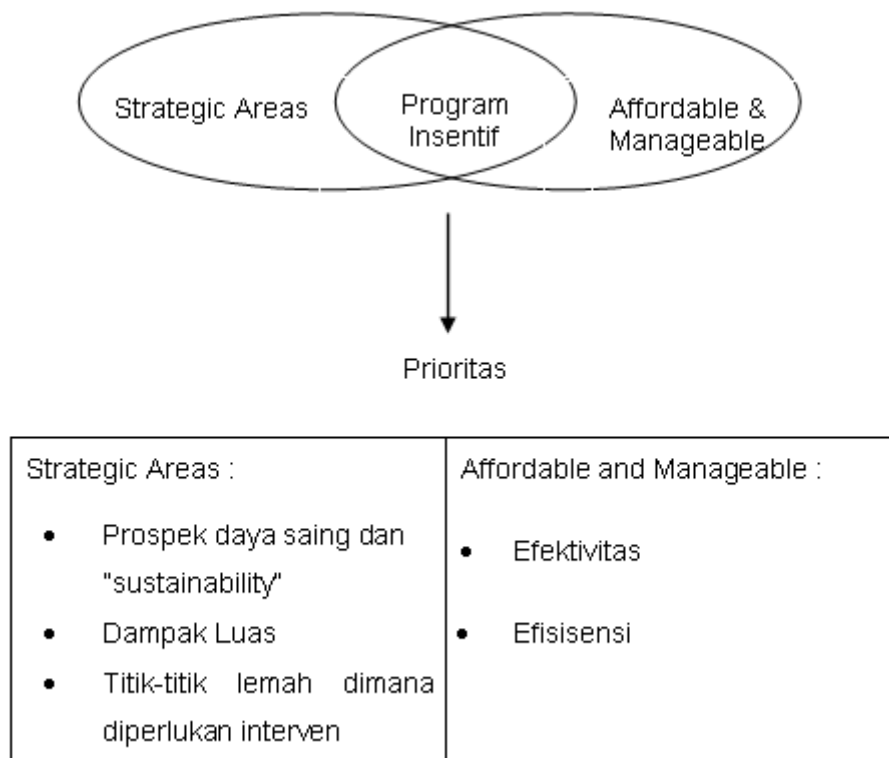 Strategic Areas
Program
Insentif
Affordable &
Manageable
Prioritas
Strategic Areas :
• Prospek daya saing dan
"sustainability"
• Dampak Luas
• Titik-titik lemah dimana
diperlukan interven
Affordable and Manageable :
• Efektivitas
• Efisisensi